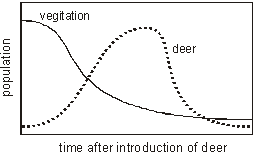 vegitation
deer
population
time after introduction of deer